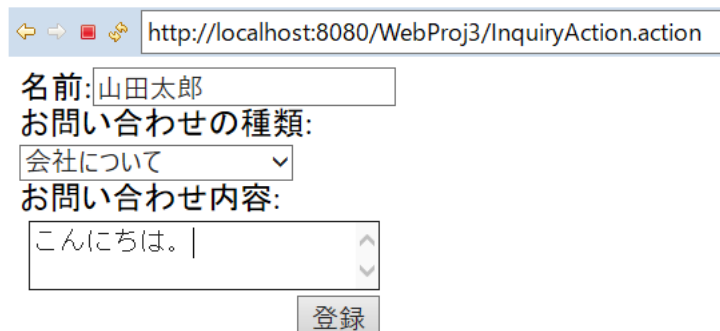 http://localhost:8080/WebProj3/InquiryAction.action
名前:山田太郎
お問い合わせの種類:
会社について
お問い合わせ内容:
こんにちは。
登録